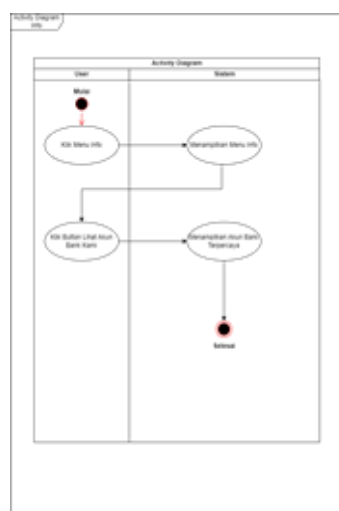 Activity Diagram
Info
Activity Diagram
User
Sistem
Mulai
Klik Menu Info
Menampilkan Menu Info
Klik Button Lihat Akun
Bank Kami
Menampilkan Akun Bank
Terpercaya
Selesai